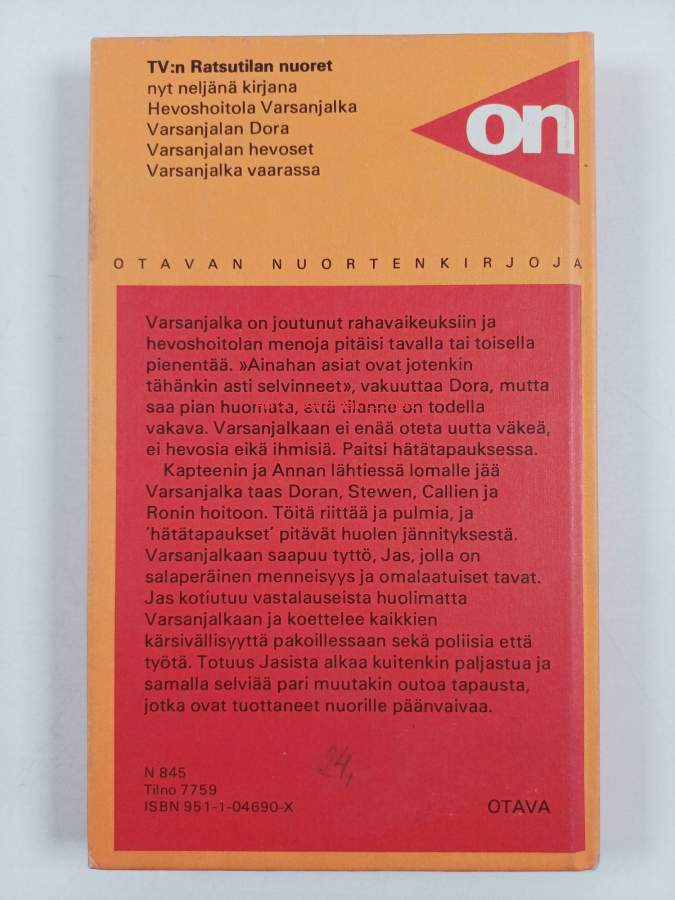 TV:n Ratsutilan nuoret
nyt neljänä kirjana
Hevoshoitola Varsanjalka
Varsanjalan Dora
Varsanjalan hevoset
Varsanjalka vaarassa
on
OTAVAN NUORTENKIRJOJA
Varsanjalka on joutunut rahavaikeuksiin ja
hevoshoitolan menoja pitäisi tavalla tai toisella
pienentää. »Ainahan asiat ovat jotenkin
tähänkin asti selvinneet», vakuuttaa Dora, mutta
saa pian huomata, että tilanne on todella
vakava. Varsanjalkaan ei enää oteta uutta väkeä,
ei hevosia eikä ihmisiä. Paitsi hätätapauksessa.
Kapteenin ja Annan lähtiessä lomalle jää
Varsanjalka taas Doran, Stewen, Callien ja
Ronin hoitoon. Töitä riittää ja pulmia, ja
'hätätapaukset' pitävät huolen jännityksestä.
Varsanjalkaan saapuu tyttö, Jas, jolla on
salaperäinen menneisyys ja omalaatuiset tavat.
Jas kotiutuu vastalauseista huolimatta
Varsanjalkaan ja koettelee kaikkien
kärsivällisyyttä pakoillessaan sekä poliisia että
työtä. Totuus Jasista alkaa kuitenkin paljastua ja
samalla selviää pari muutakin outoa tapausta,
jotka ovat tuottaneet nuorille päänvaivaa.
24,
N 845
Tilno 7759
ISBN 951-1-04690-X
OTAVA